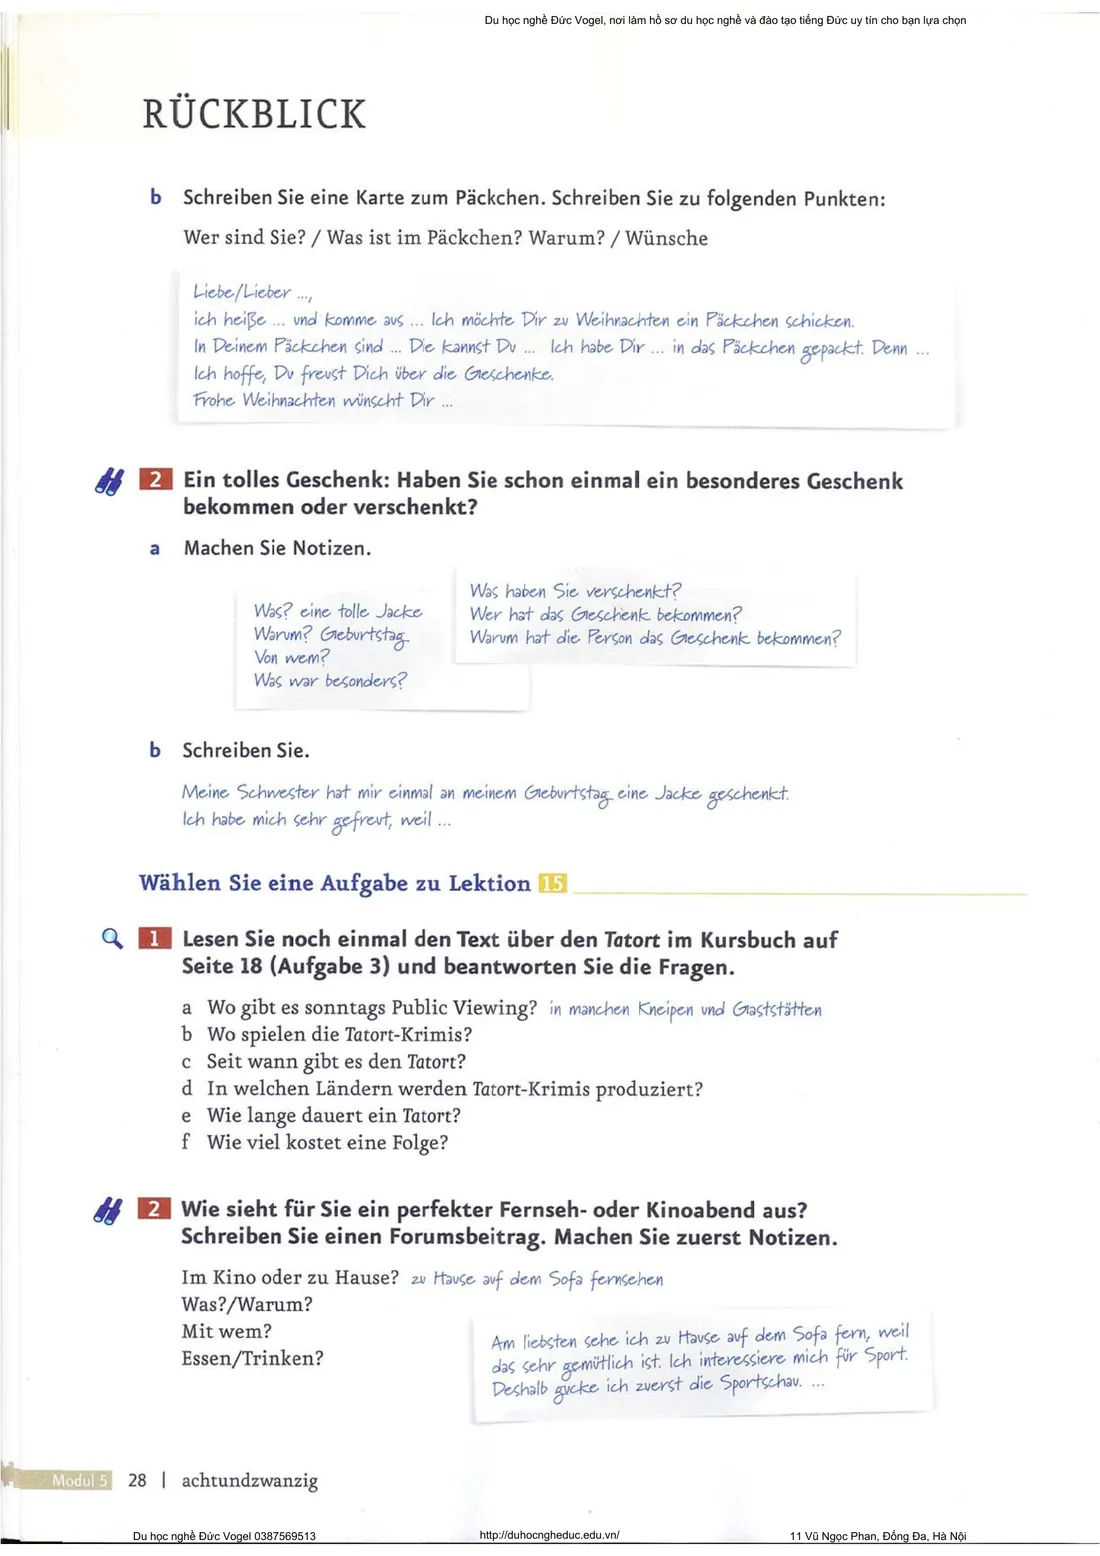 Du học nghề Đức Vogel, nơi làm hồ sơ du học nghề và đào tạo tiếng Đức uy tín cho bạn lựa chọn
RÜCKBLICK
b Schreiben Sie eine Karte zum Päckchen. Schreiben Sie zu folgenden Punkten:
Wer sind Sie? / Was ist im Päckchen? Warum? / Wünsche
Liebe/Lieber ...,
ich heiße ... und komme aus ... Ich möchte Dir zu Weihnachten ein Päckchen schicken.
In Deinem Päckchen sind ... Die kannst Du ... Ich habe Dir ... in das Päckchen gepackt. Denn ...
Ich hoffe, Du freust Dich über die Geschenke.
Frohe Weihnachten wünscht Dir ...
2 Ein tolles Geschenk: Haben Sie schon einmal ein besonderes Geschenk
bekommen oder verschenkt?
a Machen Sie Notizen.
Was? eine tolle Jacke
Warum? Geburtstag
Von wem?
Was war besonders?
Was haben Sie verschenkt?
Wer hat das Geschenk bekommen?
Warum hat die Person das Geschenk bekommen?
b Schreiben Sie.
Meine Schwester hat mir einmal an meinem Geburtstag eine Jacke geschenkt.
Ich habe mich sehr gefreut, weil ...
Wählen Sie eine Aufgabe zu Lektion 15
1 Lesen Sie noch einmal den Text über den Tatort im Kursbuch auf
Seite 18 (Aufgabe 3) und beantworten Sie die Fragen.
a Wo gibt es sonntags Public Viewing? in manchen Kneipen und Gaststätten
b Wo spielen die Tatort-Krimis?
c Seit wann gibt es den Tatort?
d In welchen Ländern werden Tatort-Krimis produziert?
e Wie lange dauert ein Tatort?
f Wie viel kostet eine Folge?
2 Wie sieht für Sie ein perfekter Fernseh- oder Kinoabend aus?
Schreiben Sie einen Forumsbeitrag. Machen Sie zuerst Notizen.
Im Kino oder zu Hause? zu Hause auf dem Sofa fernsehen
Was?/Warum?
Mit wem?
Essen/Trinken?
Am liebsten sehe ich zu Hause auf dem Sofa fern, weil
das sehr gemütlich ist. Ich interessiere mich für Sport.
Deshalb gucke ich zuerst die Sportschau. ...
Modul 5 28 | achtundzwanzig
Du học nghề Đức Vogel 0387569513 http://duhocngheduc.edu.vn/ 11 Vũ Ngọc Phan, Đống Đa, Hà Nội